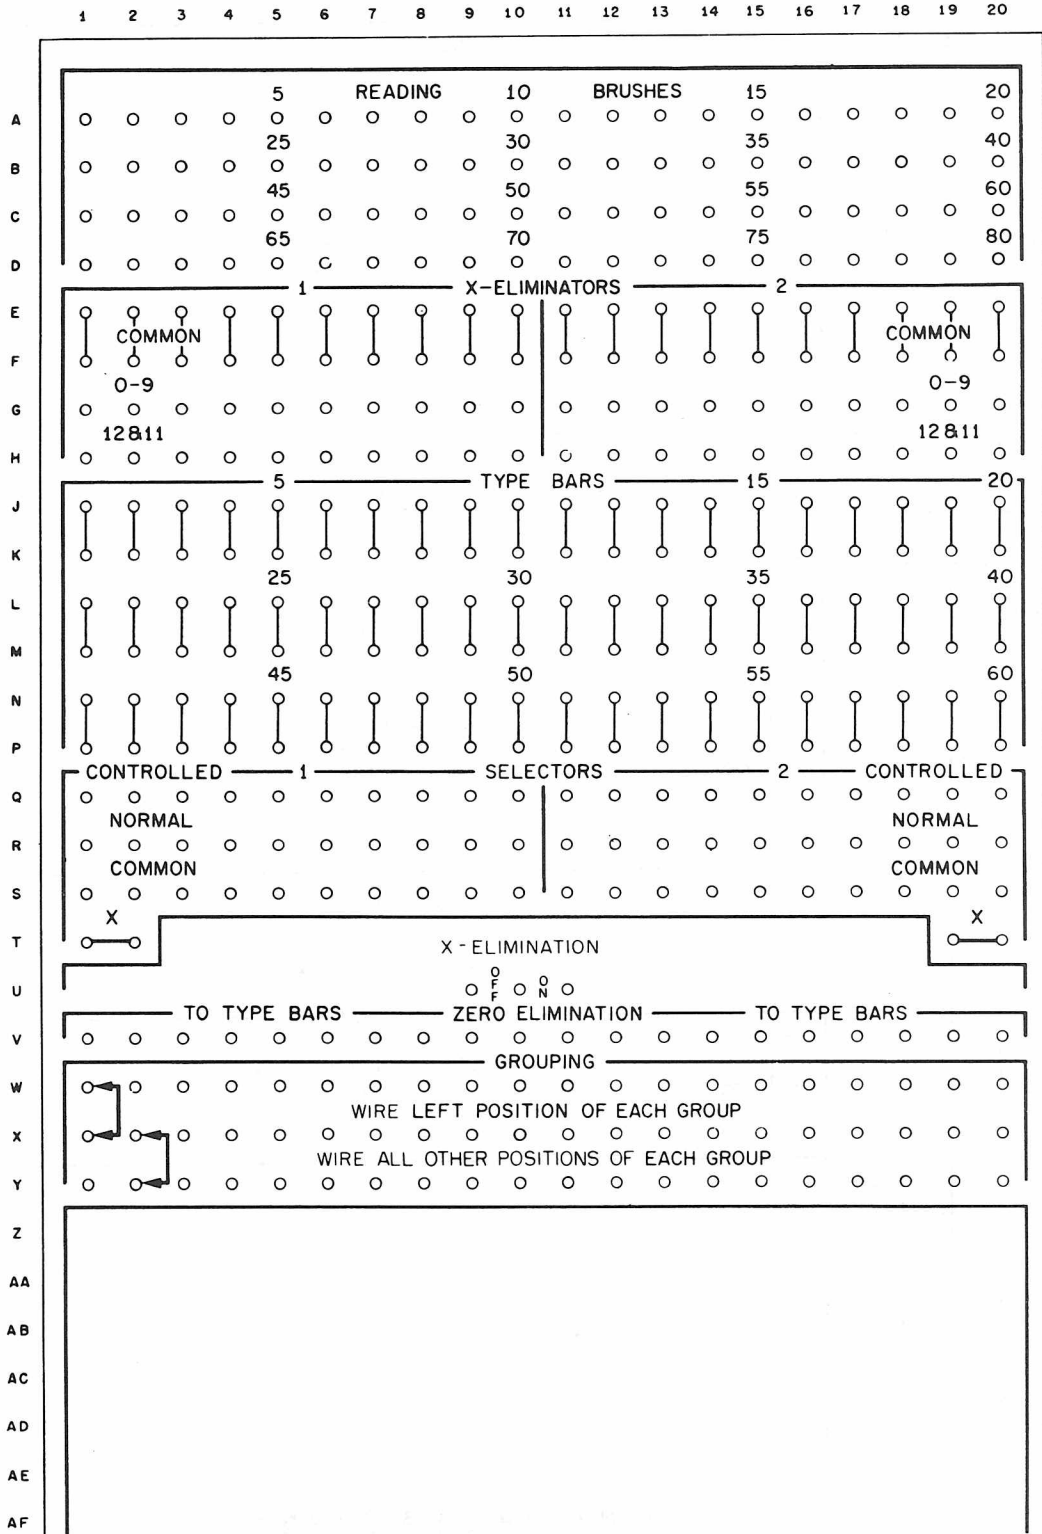 1 2 3 4 5 6 7 8 9 10 11 12 13 14 15 16 17 18 19 20
5 READING 10 BRUSHES 15 20
A
25 30 35 40
B
45 50 55 60
C
65 70 75 80
D
1 X-ELIMINATORS 2
E
COMMON COMMON
F
0-9 0-9
G
12&11 12&11
H
5 TYPE BARS 15 20
J
K
25 30 35 40
L
M
45 50 55 60
N
P
CONTROLLED 1 SELECTORS 2 CONTROLLED
Q
NORMAL NORMAL
R
COMMON COMMON
S
X X
T
X-ELIMINATION
U OFF ON
TO TYPE BARS ZERO ELIMINATION TO TYPE BARS
V
GROUPING
W
WIRE LEFT POSITION OF EACH GROUP
X
WIRE ALL OTHER POSITIONS OF EACH GROUP
Y
Z
AA
AB
AC
AD
AE
AF